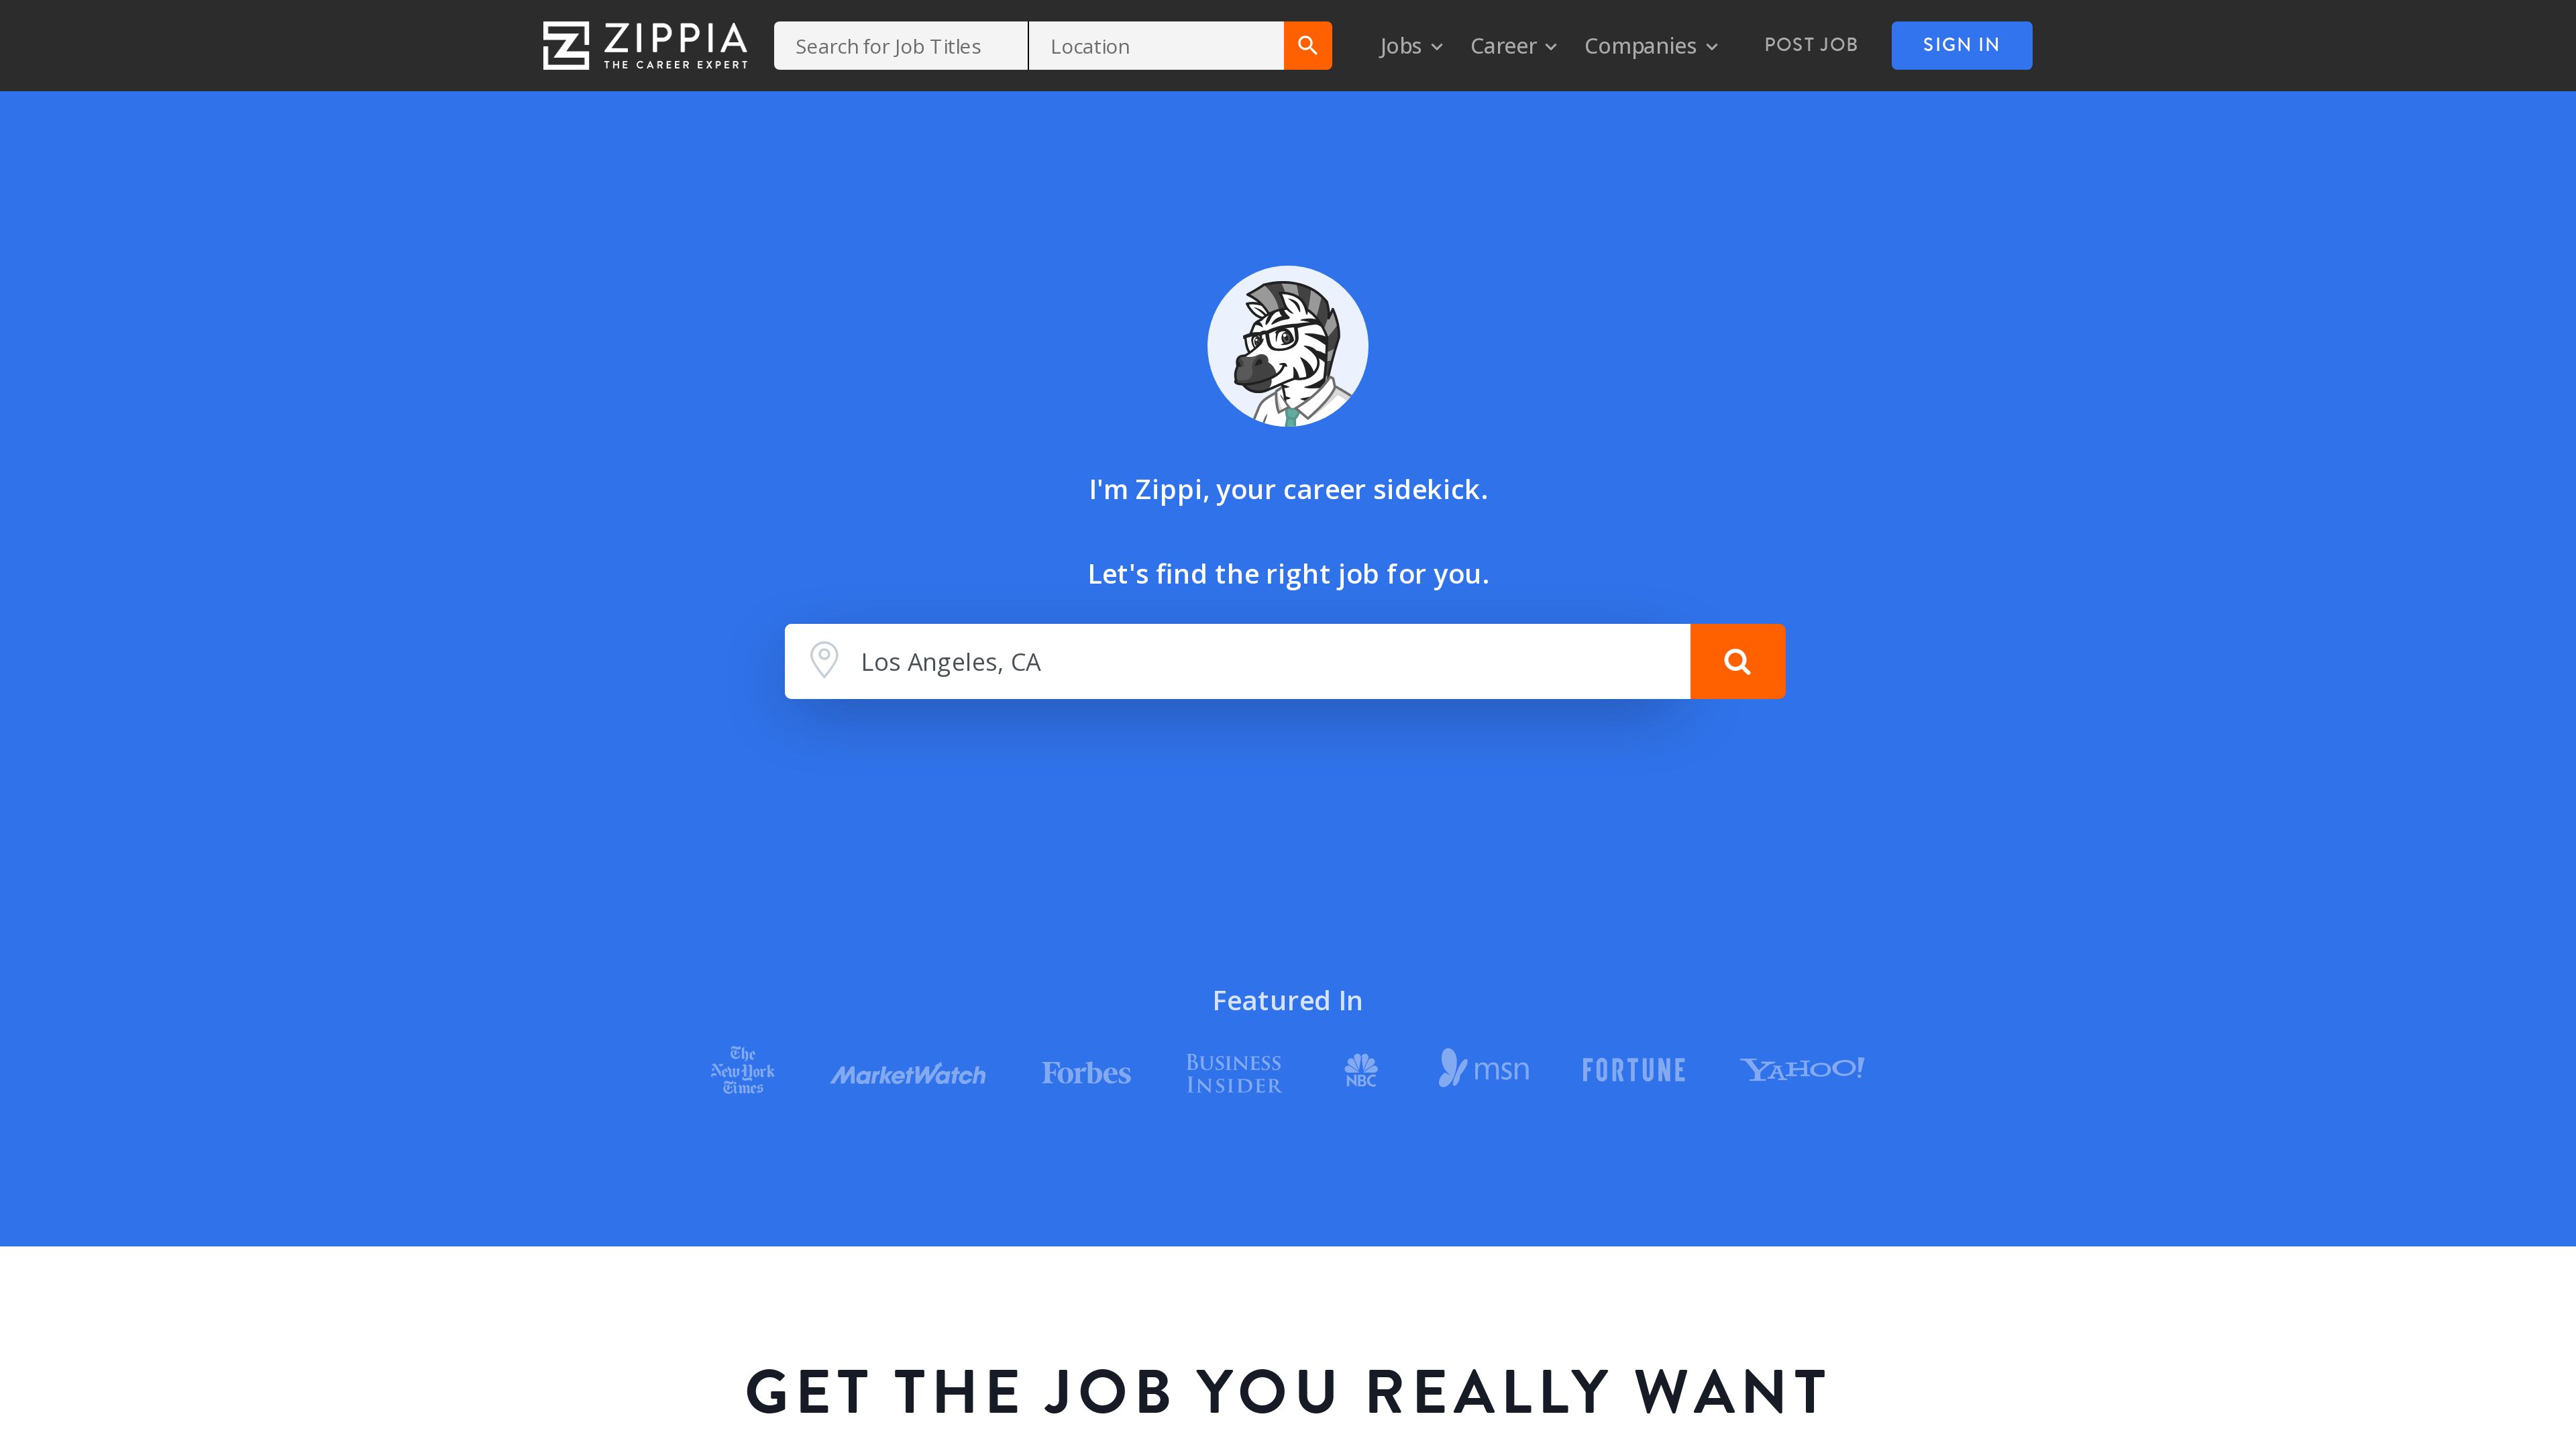 ZIPPIA
THE CAREER EXPERT
Search for Job Titles
Location
Jobs
Career
Companies
POST JOB
SIGN IN
I'm Zippi, your career sidekick.
Let's find the right job for you.
Los Angeles, CA
Featured In
The
New York
Times
MarketWatch
Forbes
BUSINESS
INSIDER
NBC
msn
FORTUNE
YAHOO!
GET THE JOB YOU REALLY WANT